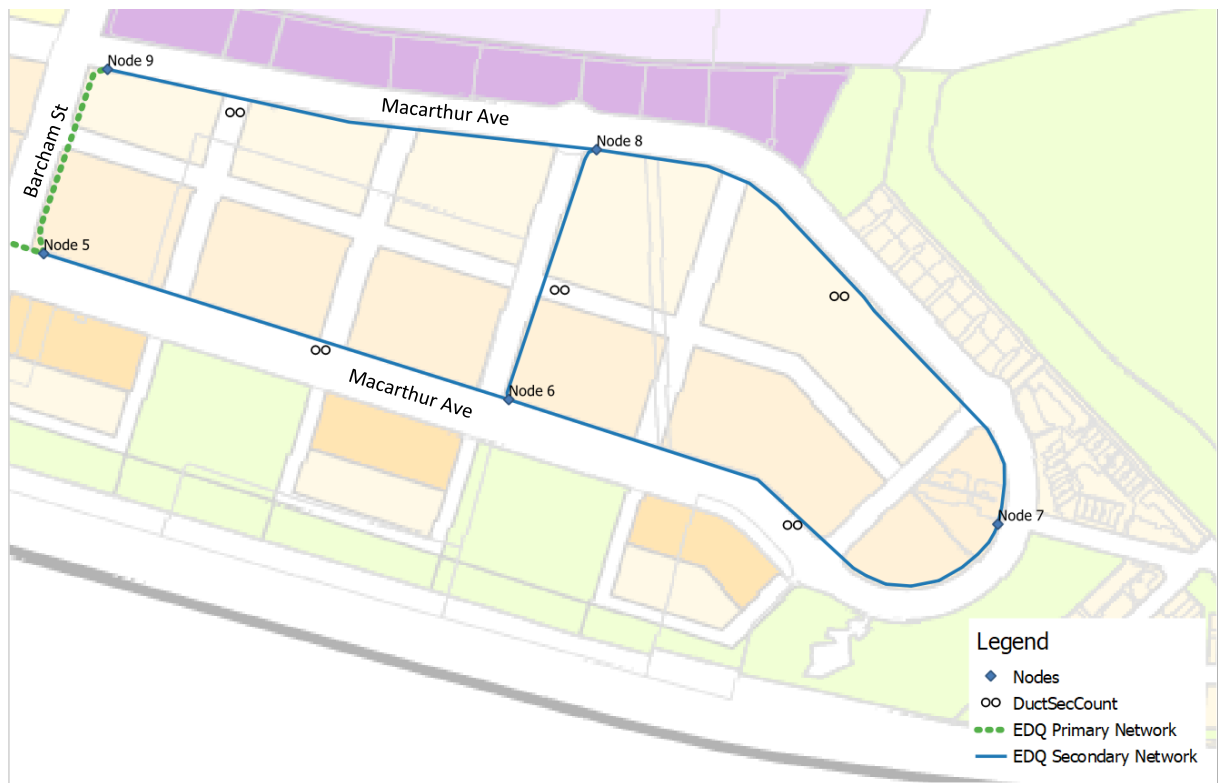 Node 9
Macarthur Ave
Node 8
Barcham St
Node 5
Node 6
Macarthur Ave
Node 7
Legend
Nodes
DuctSecCount
EDQ Primary Network
EDQ Secondary Network